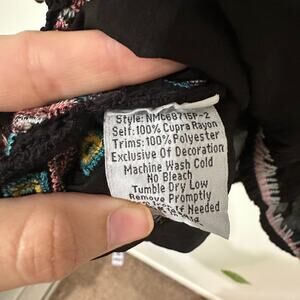 Style: NMC68715P-2
Self:100% Cupra Rayon
Trims:100% Polyester
Exclusive Of Decoration
Machine Wash Cold
No Bleach
Tumble Dry Low
Remove Promptly
Needed